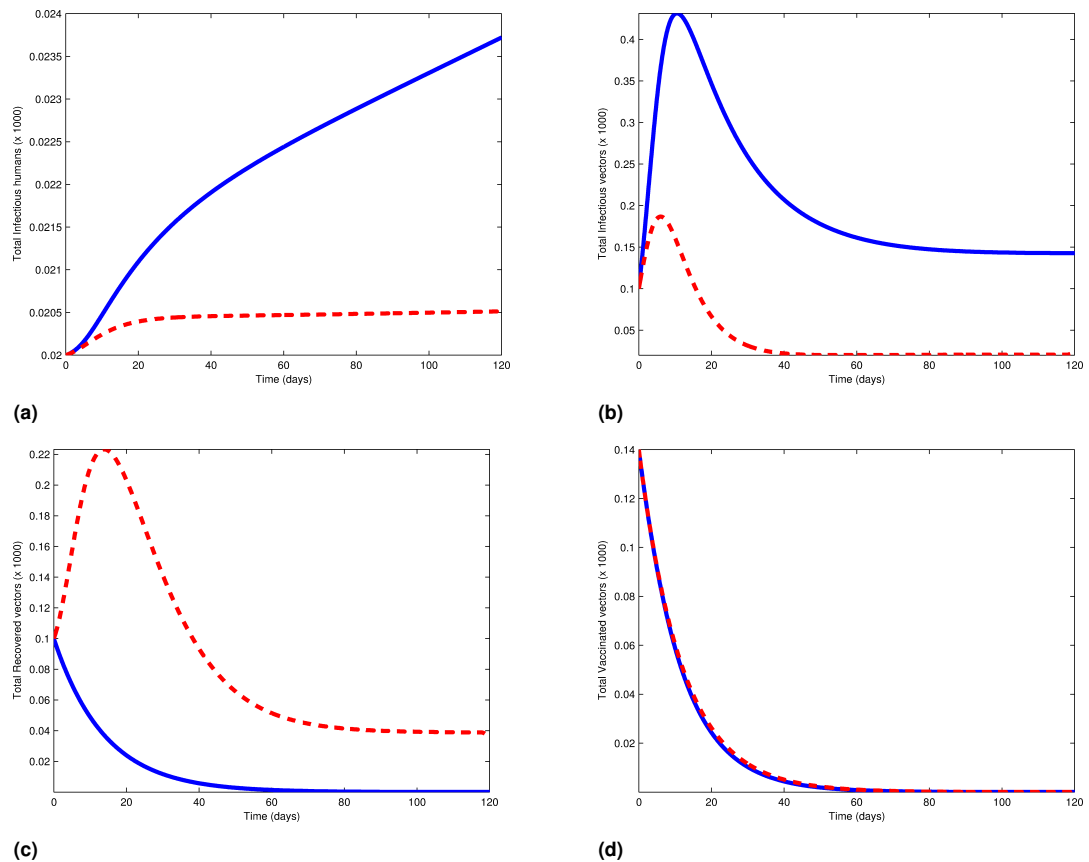 0.024
0.0235
0.023
0.0225
0.022
0.0215
0.021
0.0205
0.02
0 20 40 60 80 100 120
Time (days)
Total Infectious humans (x 1000)
(a)
0.4
0.35
0.3
0.25
0.2
0.15
0.1
0.05
0 20 40 60 80 100 120
Time (days)
Total Infectious vectors (x 1000)
(b)
0.22
0.2
0.18
0.16
0.14
0.12
0.1
0.08
0.06
0.04
0.02
0 20 40 60 80 100 120
Time (days)
Total Recovered vectors (x 1000)
(c)
0.14
0.12
0.1
0.08
0.06
0.04
0.02
0 20 40 60 80 100 120
Time (days)
Total Vaccinated vectors (x 1000)
(d)